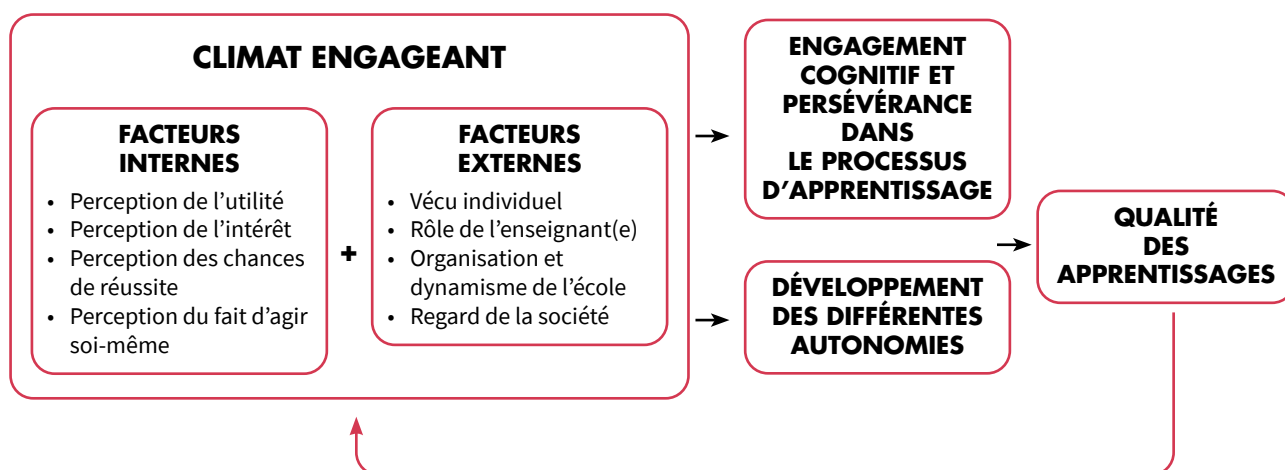 CLIMAT ENGAGEANT
FACTEURS
INTERNES
• Perception de l’utilité
• Perception de l’intérêt
• Perception des chances
de réussite
• Perception du fait d’agir
soi-même
+
FACTEURS
EXTERNES
• Vécu individuel
• Rôle de l’enseignant(e)
• Organisation et
dynamisme de l’école
• Regard de la société
ENGAGEMENT
COGNITIF ET
PERSÉVÉRANCE
DANS
LE PROCESSUS
D’APPRENTISSAGE
DÉVELOPPEMENT
DES DIFFÉRENTES
AUTONOMIES
QUALITÉ
DES
APPRENTISSAGES